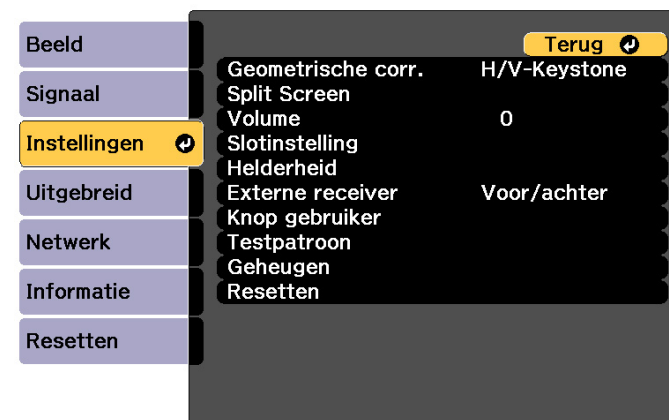 Beeld
Signaal
Instellingen
Uitgebreid
Netwerk
Informatie
Resetten
Terug
Geometrische corr. H/V-Keystone
Split Screen
Volume 0
Slotinstelling
Helderheid
Externe receiver Voor/achter
Knop gebruiker
Testpatroon
Geheugen
Resetten